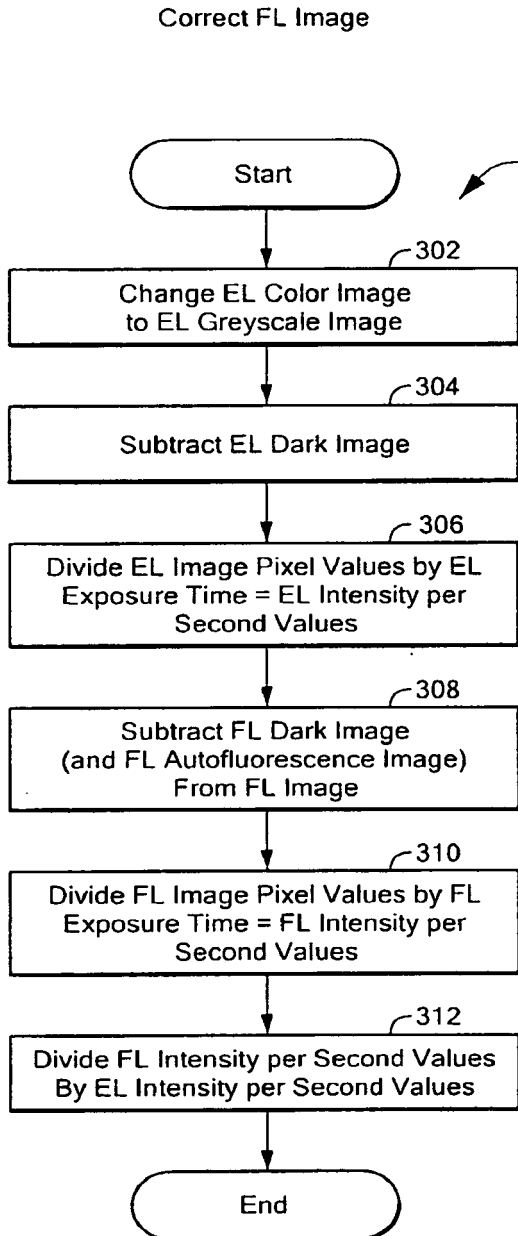 Correct FL Image
Start
302
Change EL Color Image
to EL Greyscale Image
304
Subtract EL Dark Image
306
Divide EL Image Pixel Values by EL
Exposure Time = EL Intensity per
Second Values
308
Subtract FL Dark Image
(and FL Autofluorescence Image)
From FL Image
310
Divide FL Image Pixel Values by FL
Exposure Time = FL Intensity per
Second Values
312
Divide FL Intensity per Second Values
By EL Intensity per Second Values
End